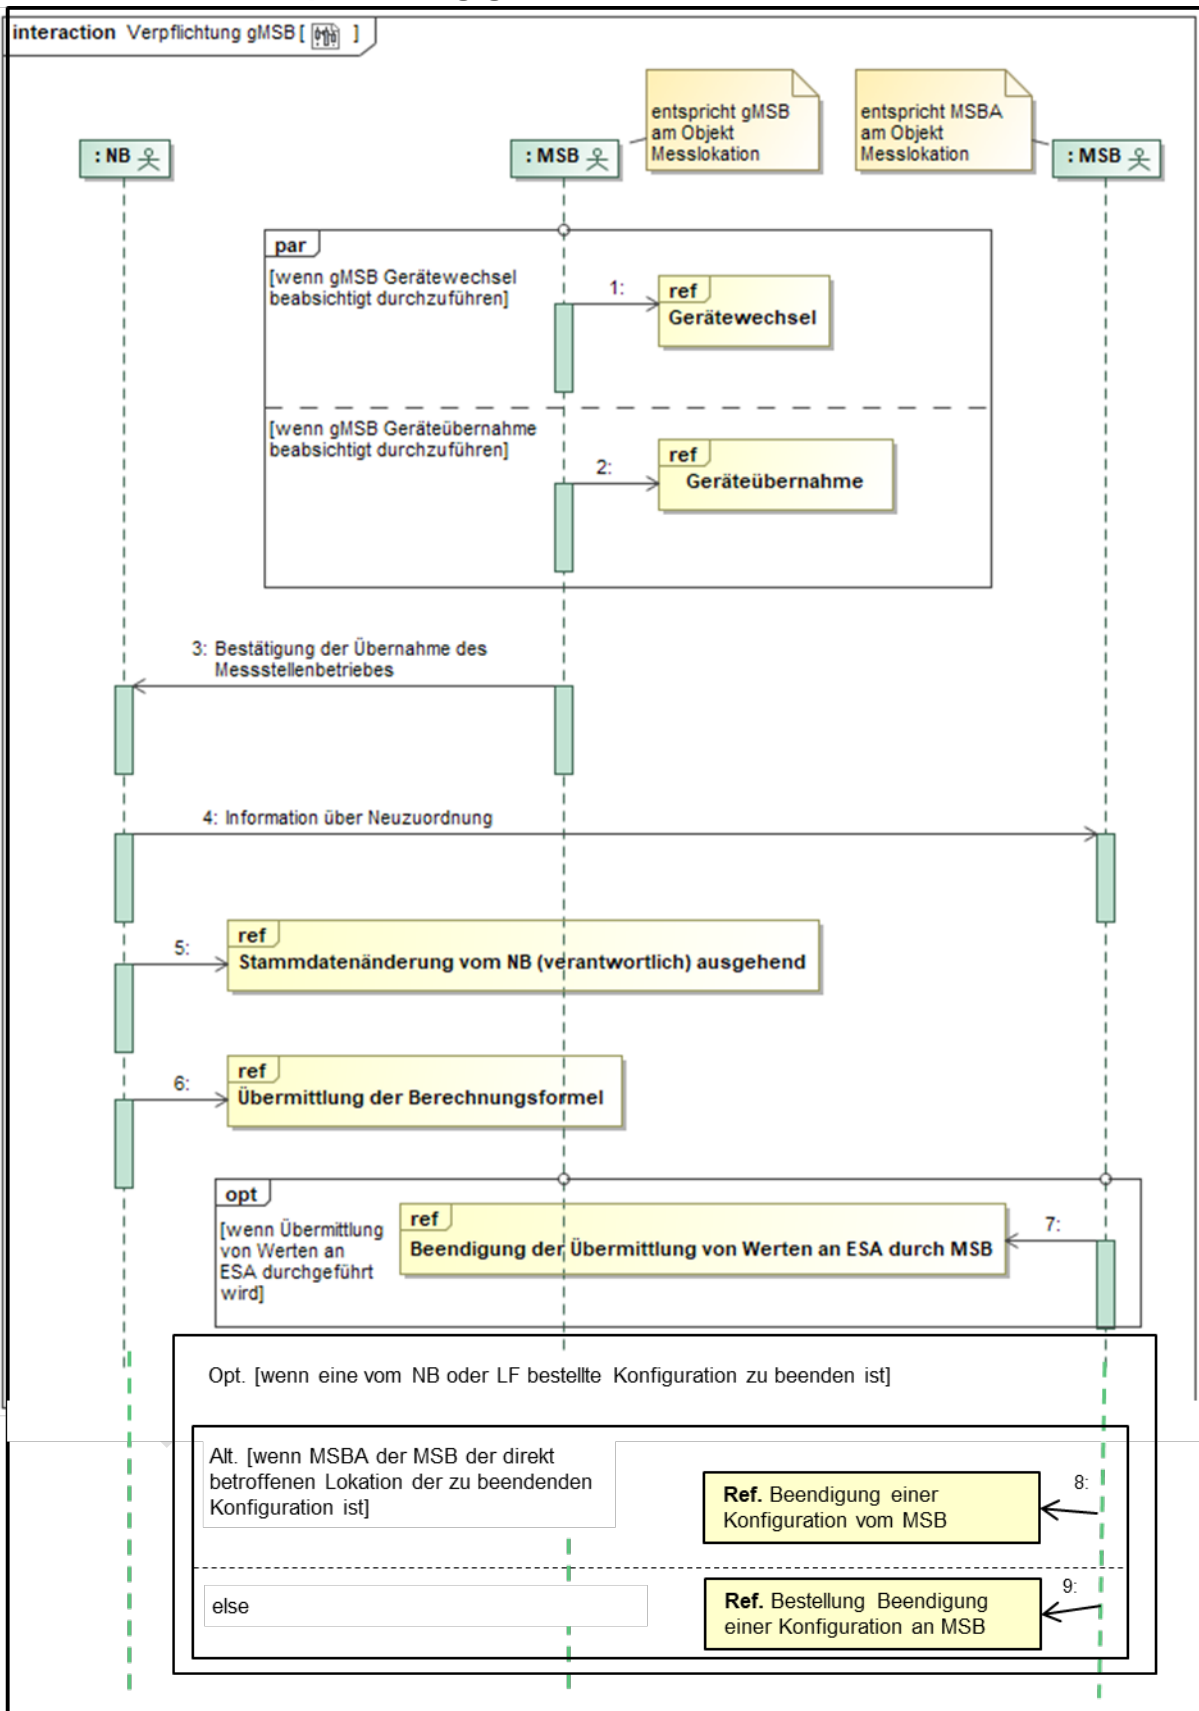 interaction Verpflichtung gMSB [ ]
entspricht gMSB
am Objekt
Messlokation
entspricht MSBA
am Objekt
Messlokation
: NB
: MSB
: MSB
par
[wenn gMSB Gerätewechsel
beabsichtigt durchzuführen]
1:
ref
Gerätewechsel
[wenn gMSB Geräteübernahme
beabsichtigt durchzuführen]
2:
ref
Geräteübernahme
3: Bestätigung der Übernahme des
Messstellenbetriebes
4: Information über Neuzuordnung
5:
ref
Stammdatenänderung vom NB (verantwortlich) ausgehend
6:
ref
Übermittlung der Berechnungsformel
opt
[wenn Übermittlung
von Werten an
ESA durchgeführt
wird]
ref
Beendigung der Übermittlung von Werten an ESA durch MSB
7:
Opt. [wenn eine vom NB oder LF bestellte Konfiguration zu beenden ist]
Alt. [wenn MSBA der MSB der direkt
betroffenen Lokation der zu beendenden
Konfiguration ist]
8:
Ref. Beendigung einer
Konfiguration vom MSB
else
9:
Ref. Bestellung Beendigung
einer Konfiguration an MSB